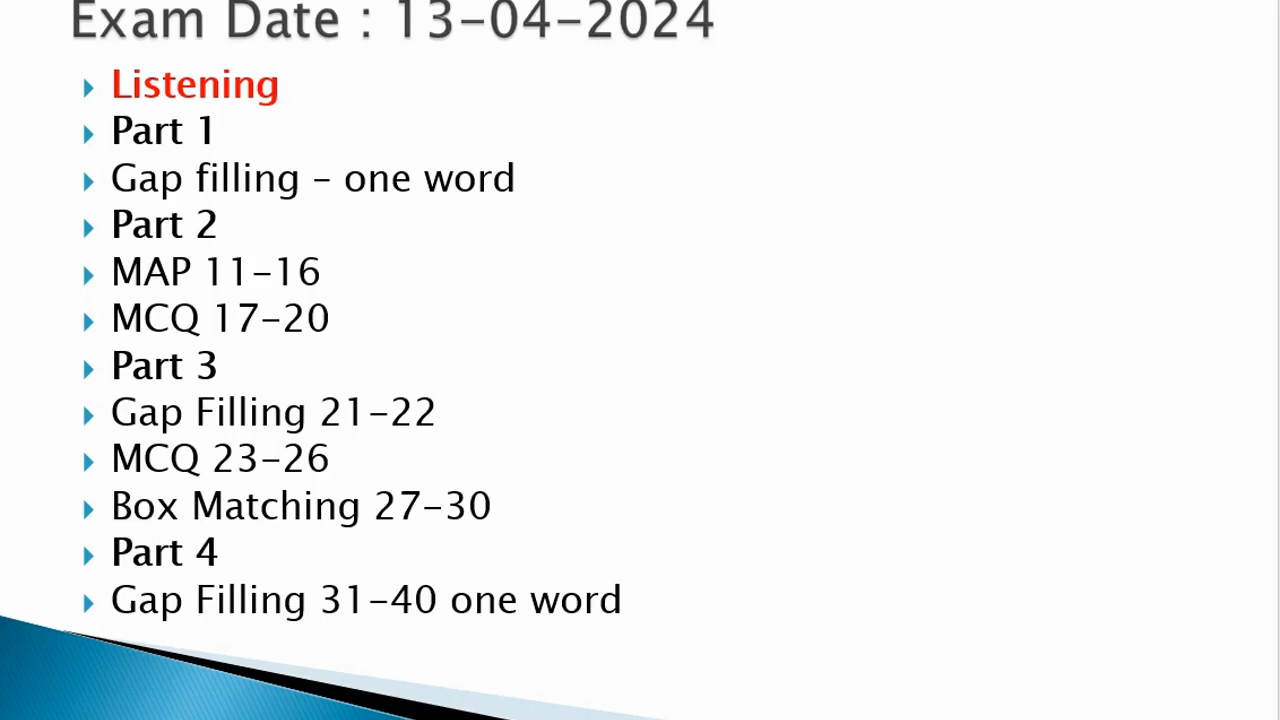 Exam Date : 13-04-2024
Listening
Part 1
Gap filling – one word
Part 2
MAP 11-16
MCQ 17-20
Part 3
Gap Filling 21-22
MCQ 23-26
Box Matching 27-30
Part 4
Gap Filling 31-40 one word